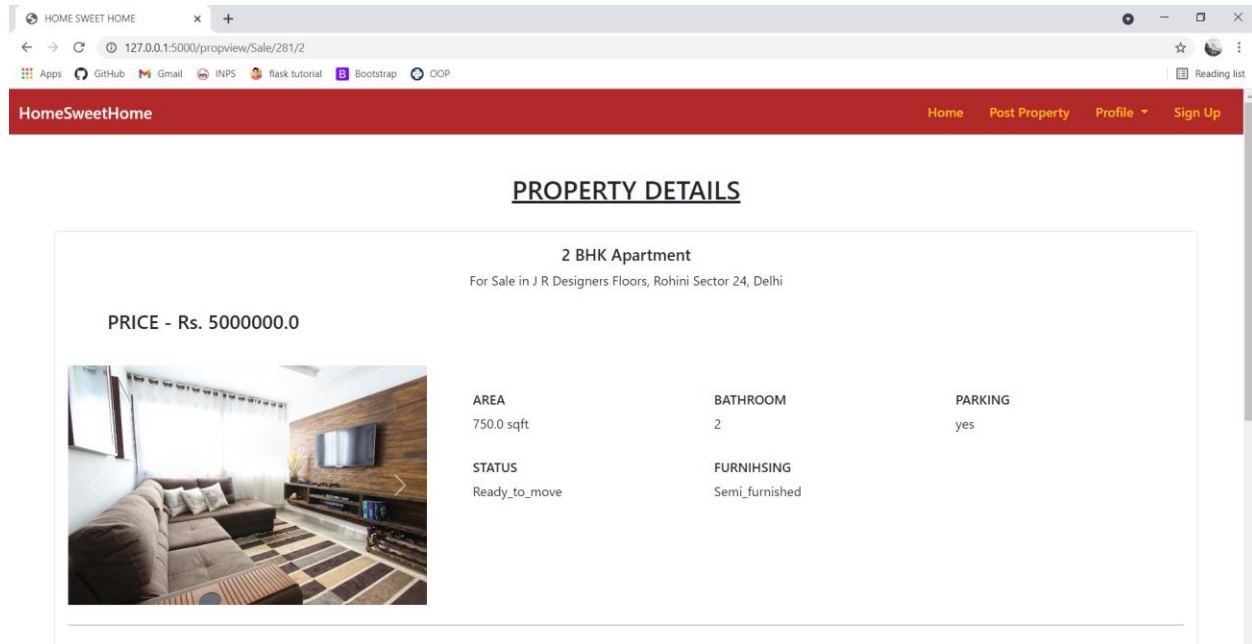 HOME SWEET HOME
127.0.0.1:5000/propview/Sale/281/2
Apps GitHub Gmail INPS flask tutorial B Bootstrap OOP Reading list
HomeSweetHome Home Post Property Profile Sign Up
PROPERTY DETAILS
2 BHK Apartment
For Sale in J R Designers Floors, Rohini Sector 24, Delhi
PRICE - Rs. 5000000.0
AREA BATHROOM PARKING
750.0 sqft 2 yes
STATUS FURNIHSING
Ready_to_move Semi_furnished